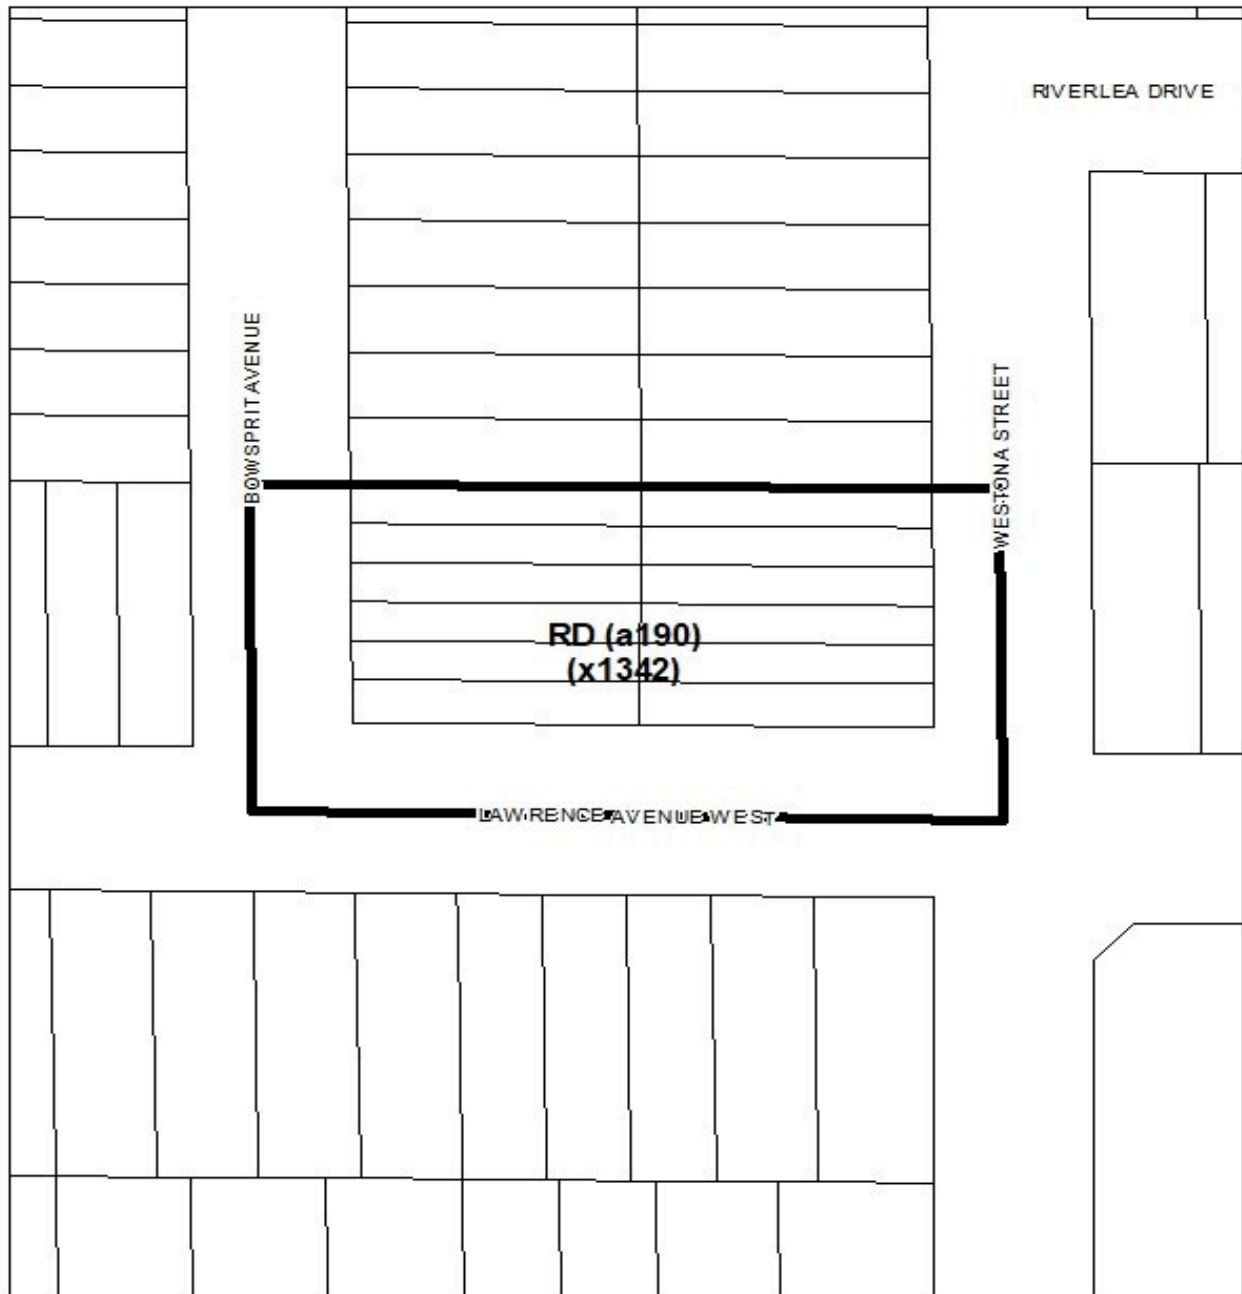 RIVERLEA DRIVE
BOWSPRIT AVENUE
WESTONA STREET
RD (a190)
(x1342)
LAWRENCE AVENUE WEST